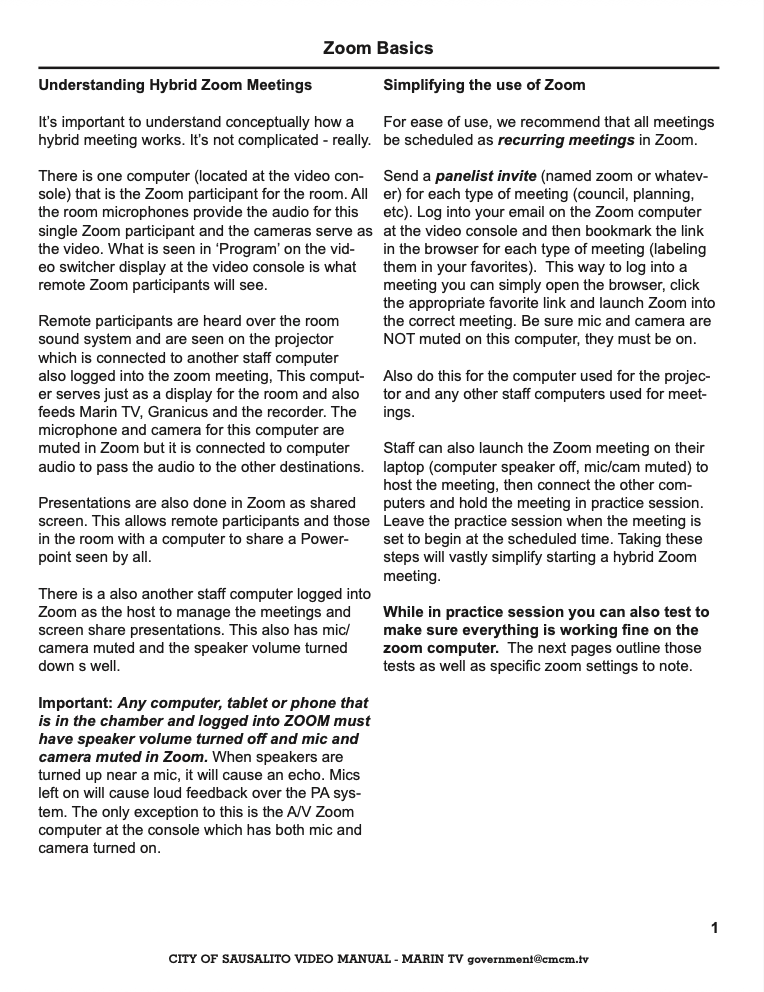 Zoom Basics
Understanding Hybrid Zoom Meetings
It's important to understand conceptually how a
hybrid meeting works. It's not complicated - really.
There is one computer (located at the video con-
sole) that is the Zoom participant for the room. All
the room microphones provide the audio for this
single Zoom participant and the cameras serve as
the video. What is seen in ‘Program’ on the vid-
eo switcher display at the video console is what
remote Zoom participants will see.
Remote participants are heard over the room
sound system and are seen on the projector
which is connected to another staff computer
also logged into the zoom meeting, This comput-
er serves just as a display for the room and also
feeds Marin TV, Granicus and the recorder. The
microphone and camera for this computer are
muted in Zoom but it is connected to computer
audio to pass the audio to the other destinations.
Presentations are also done in Zoom as shared
screen. This allows remote participants and those
in the room with a computer to share a Power-
point seen by all.
There is a also another staff computer logged into
Zoom as the host to manage the meetings and
screen share presentations. This also has mic/
camera muted and the speaker volume turned
down s well.
Important: Any computer, tablet or phone that
is in the chamber and logged into ZOOM must
have speaker volume turned off and mic and
camera muted in Zoom. When speakers are
turned up near a mic, it will cause an echo. Mics
left on will cause loud feedback over the PA sys-
tem. The only exception to this is the A/V Zoom
computer at the console which has both mic and
camera turned on.
Simplifying the use of Zoom
For ease of use, we recommend that all meetings
be scheduled as recurring meetings in Zoom.
Send a panelist invite (named zoom or whatev-
er) for each type of meeting (council, planning,
etc). Log into your email on the Zoom computer
at the video console and then bookmark the link
in the browser for each type of meeting (labeling
them in your favorites).  This way to log into a
meeting you can simply open the browser, click
the appropriate favorite link and launch Zoom into
the correct meeting. Be sure mic and camera are
NOT muted on this computer, they must be on.
Also do this for the computer used for the projec-
tor and any other staff computers used for meet-
ings.
Staff can also launch the Zoom meeting on their
laptop (computer speaker off, mic/cam muted) to
host the meeting, then connect the other com-
puters and hold the meeting in practice session.
Leave the practice session when the meeting is
set to begin at the scheduled time. Taking these
steps will vastly simplify starting a hybrid Zoom
meeting.
While in practice session you can also test to
make sure everything is working fine on the
zoom computer.  The next pages outline those
tests as well as specific zoom settings to note.
1
CITY OF SAUSALITO VIDEO MANUAL - MARIN TV government@cmcm.tv